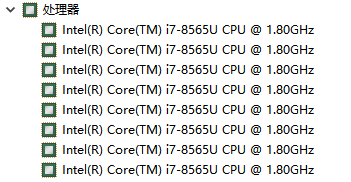 处理器
Intel(R) Core(TM) i7-8565U CPU @ 1.80GHz
Intel(R) Core(TM) i7-8565U CPU @ 1.80GHz
Intel(R) Core(TM) i7-8565U CPU @ 1.80GHz
Intel(R) Core(TM) i7-8565U CPU @ 1.80GHz
Intel(R) Core(TM) i7-8565U CPU @ 1.80GHz
Intel(R) Core(TM) i7-8565U CPU @ 1.80GHz
Intel(R) Core(TM) i7-8565U CPU @ 1.80GHz
Intel(R) Core(TM) i7-8565U CPU @ 1.80GHz